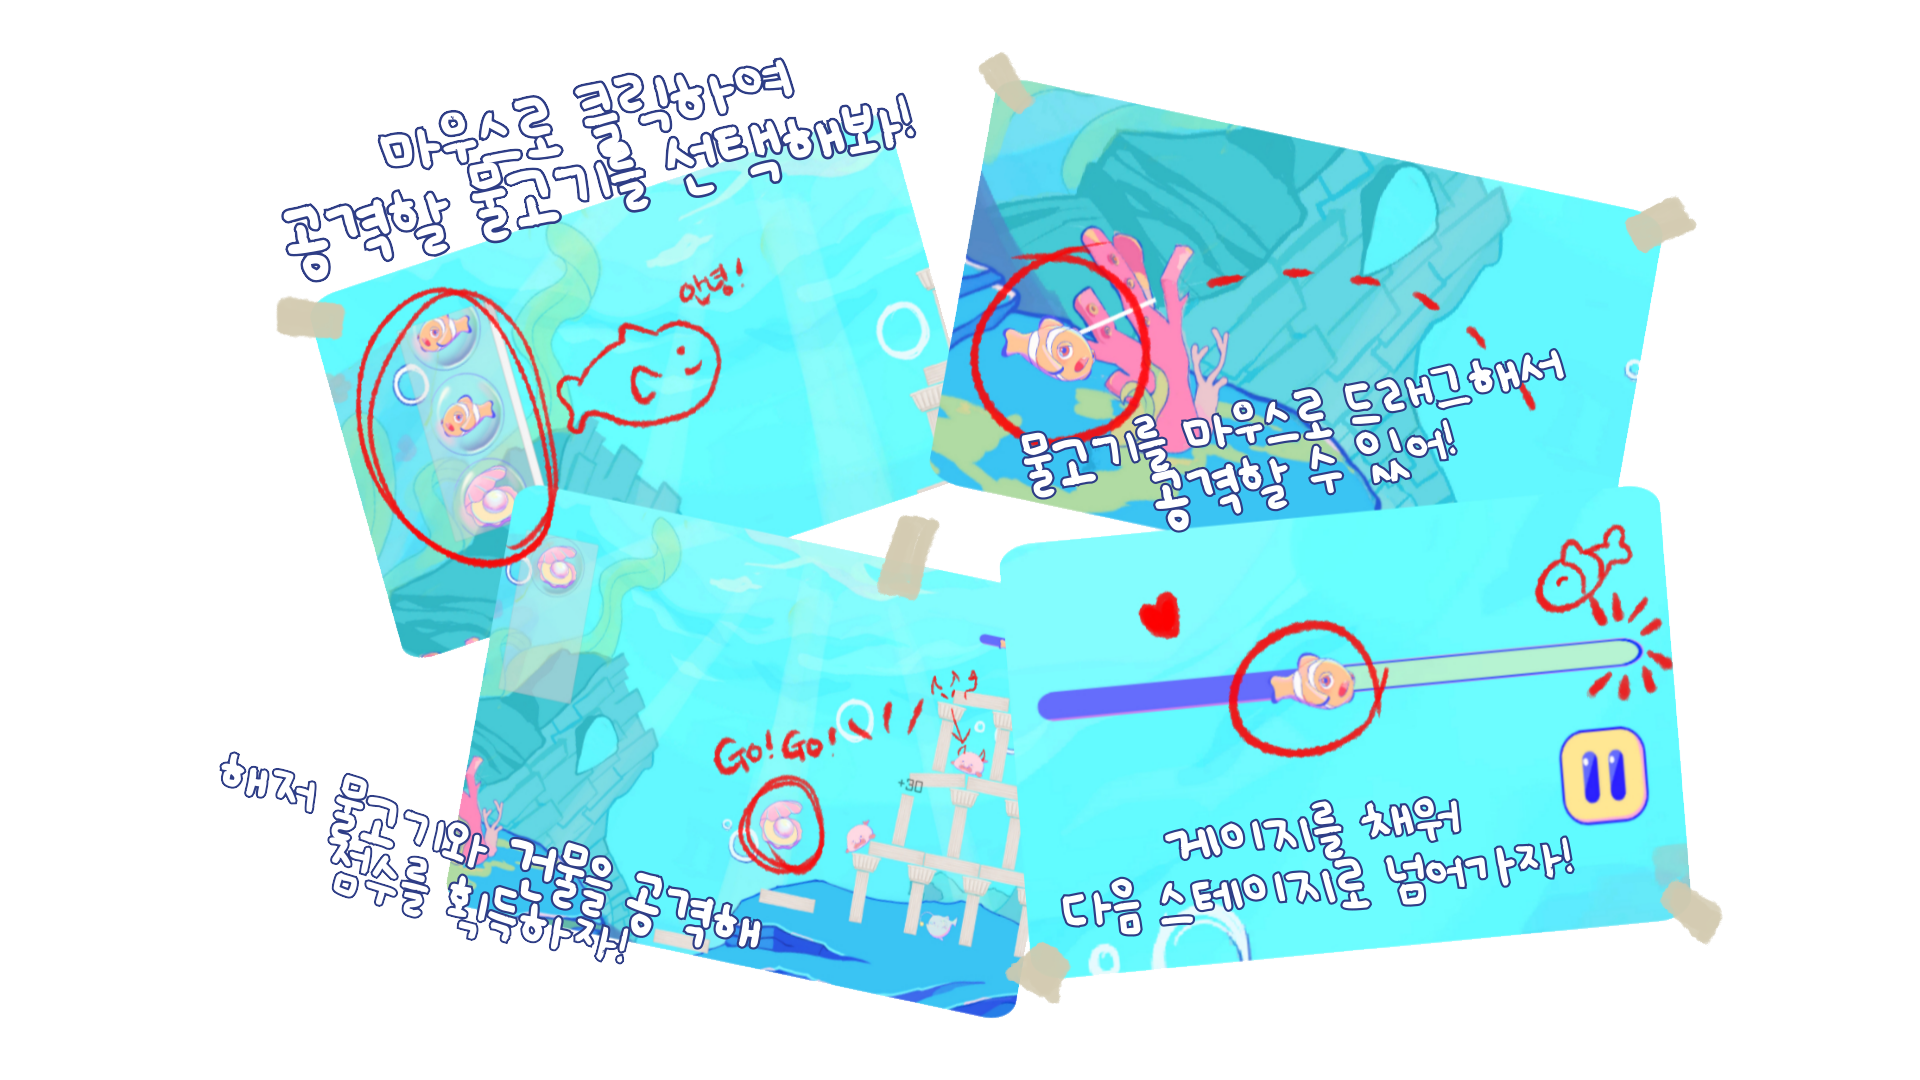 마우스로 클릭하여
공격할 물고기를 선택해봐!
안녕!
물고기를 마우스로 드래그해서
공격할 수 있어!
Go! Go!
+30
해저 물고기와 건물을 공격해
점수를 획득하자!
게이지를 채워
다음 스테이지로 넘어가자!